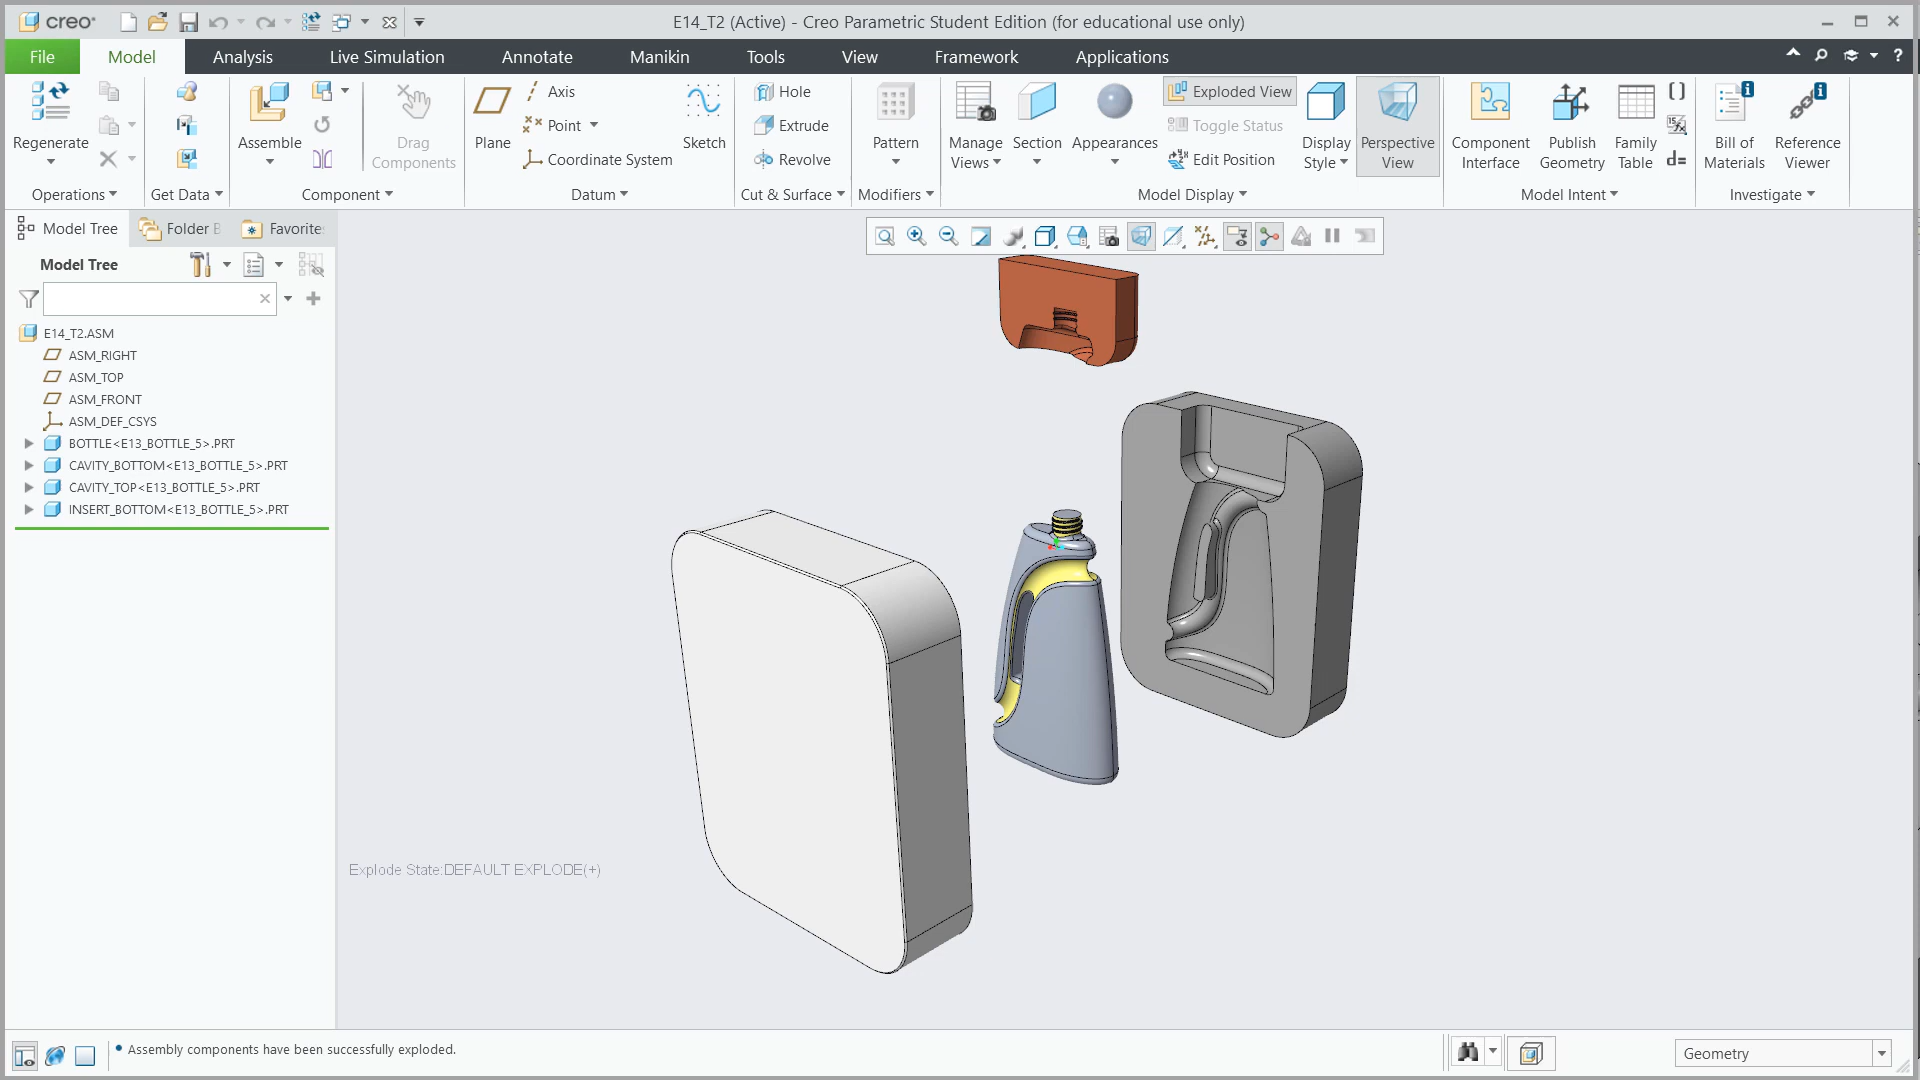 creo
E14_T2 (Active) - Creo Parametric Student Edition (for educational use only)
File Model Analysis Live Simulation Annotate Manikin Tools View Framework Applications
Regenerate
Operations
Get Data
Assemble
Drag Components
Component
Plane
Axis
Point
Coordinate System
Sketch
Datum
Hole
Extrude
Revolve
Cut & Surface
Pattern
Modifiers
Manage Views
Section
Appearances
Exploded View
Toggle Status
Edit Position
Display Style
Perspective View
Model Display
Component Interface
Publish Geometry
Family Table
Model Intent
Bill of Materials
Reference Viewer
Investigate
Model Tree
Folder
Favorite
Model Tree
E14_T2.ASM
ASM_RIGHT
ASM_TOP
ASM_FRONT
ASM_DEF_CSYS
BOTTLE<E13_BOTTLE_5>.PRT
CAVITY_BOTTOM<E13_BOTTLE_5>.PRT
CAVITY_TOP<E13_BOTTLE_5>.PRT
INSERT_BOTTOM<E13_BOTTLE_5>.PRT
Explode State:DEFAULT EXPLODE(+)
Assembly components have been successfully exploded.
Geometry